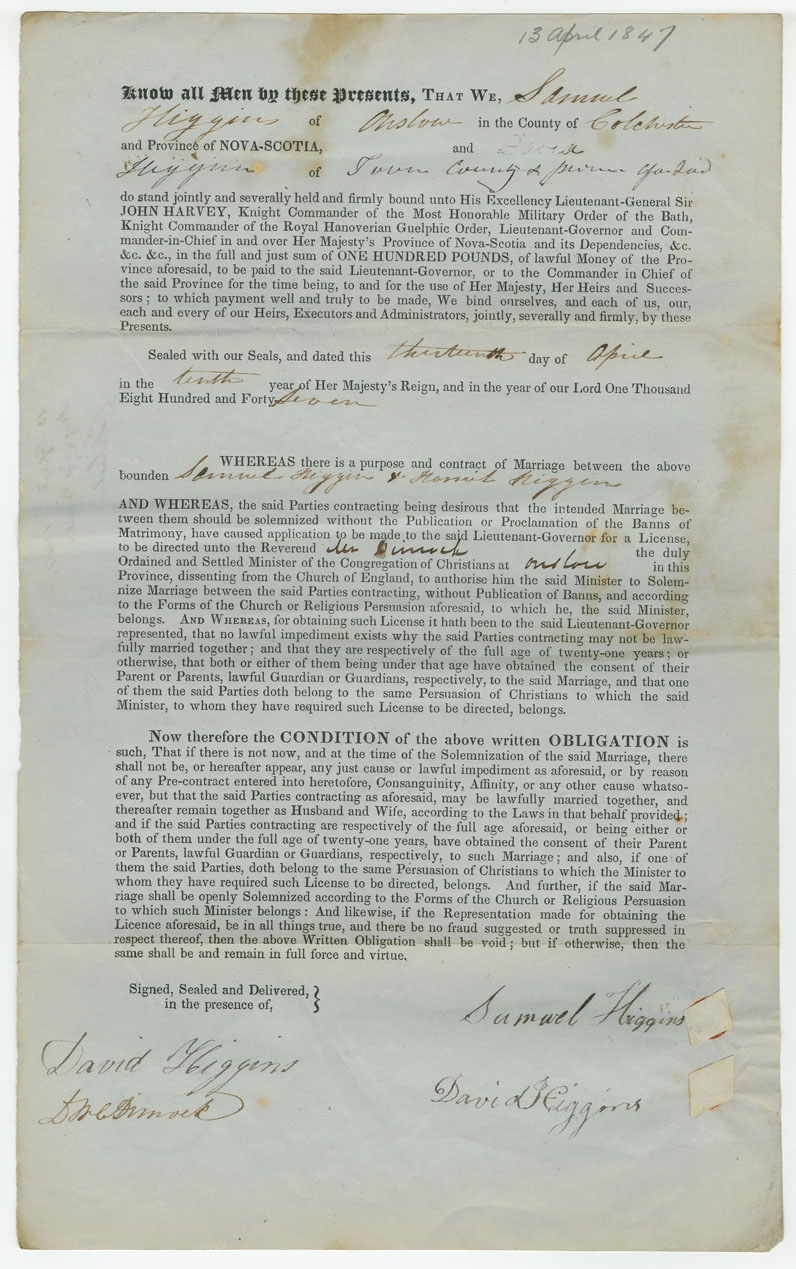 13 April 1847
Know all Men by these Presents, THAT WE, Samuel
Higgins of Onslow in the County of Colchester
and Province of NOVA-SCOTIA, and
Higgins of Town County &
do stand jointly and severally held and firmly bound unto His Excellency Lieutenant-General Sir
JOHN HARVEY, Knight Commander of the Most Honorable Military Order of the Bath,
Knight Commander of the Royal Hanoverian Guelphic Order, Lieutenant-Governor and Com-
mander-in-Chief in and over Her Majesty's Province of Nova-Scotia and its Dependencies, &c.
&c. &c., in the full and just sum of ONE HUNDRED POUNDS, of lawful Money of the Pro-
vince aforesaid, to be paid to the said Lieutenant-Governor, or to the Commander in Chief of
the said Province for the time being, to and for the use of Her Majesty, Her Heirs and Succes-
sors; to which payment well and truly to be made, We bind ourselves, and each of us, our,
each and every of our Heirs, Executors and Administrators, jointly, severally and firmly, by these
Presents.
Sealed with our Seals, and dated this thirteenth day of April
in the tenth year of Her Majesty's Reign, and in the year of our Lord One Thousand
Eight Hundred and Forty Seven
WHEREAS there is a purpose and contract of Marriage between the above
bounden Samuel Higgins & Harriet Higgins
AND WHEREAS, the said Parties contracting being desirous that the intended Marriage be-
tween them should be solemnized without the Publication or Proclamation of the Banns of
Matrimony, have caused application to be made to the said Lieutenant-Governor for a License,
to be directed unto the Reverend Mr Dimock the duly
Ordained and Settled Minister of the Congregation of Christians at Onslow in this
Province, dissenting from the Church of England, to authorise him the said Minister to Solem-
nize Marriage between the said Parties contracting, without Publication of Banns, and according
to the Forms of the Church or Religious Persuasion aforesaid, to which he, the said Minister,
belongs. AND WHEREAS, for obtaining such License it hath been to the said Lieutenant-Governor
represented, that no lawful impediment exists why the said Parties contracting may not be law-
fully married together; and that they are respectively of the full age of twenty-one years; or
otherwise, that both or either of them being under that age have obtained the consent of their
Parent or Parents, lawful Guardian or Guardians, respectively, to the said Marriage, and that one
of them the said Parties doth belong to the same Persuasion of Christians to which the said
Minister, to whom they have required such License to be directed, belongs.
Now therefore the CONDITION of the above written OBLIGATION is
such, That if there is not now, and at the time of the Solemnization of the said Marriage, there
shall not be, or hereafter appear, any just cause or lawful impediment as aforesaid, or by reason
of any Pre-contract entered into heretofore, Consanguinity, Affinity, or any other cause whatso-
ever, but that the said Parties contracting as aforesaid, may be lawfully married together, and
thereafter remain together as Husband and Wife, according to the Laws in that behalf provided;
and if the said Parties contracting are respectively of the full age aforesaid, or being either or
both of them under the full age of twenty-one years, have obtained the consent of their Parent
or Parents, lawful Guardian or Guardians, respectively, to such Marriage; and also, if one of
them the said Parties, doth belong to the same Persuasion of Christians to which the Minister to
whom they have required such License to be directed, belongs. And further, if the said Mar-
riage shall be openly Solemnized according to the Forms of the Church or Religious Persuasion
to which such Minister belongs: And likewise, if the Representation made for obtaining the
Licence aforesaid, be in all things true, and there be no fraud suggested or truth suppressed in
respect thereof, then the above Written Obligation shall be void; but if otherwise, then the
same shall be and remain in full force and virtue.
Signed, Sealed and Delivered,
in the presence of,
Samuel Higgins
David Higgins
David Higgins
D W C Dimock